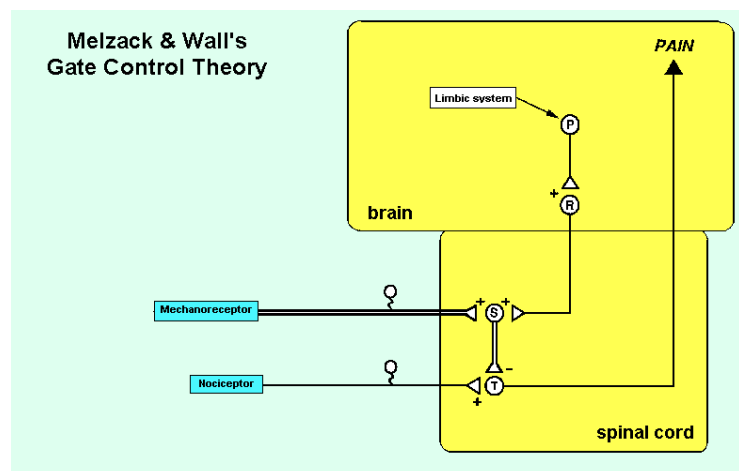 Melzack & Wall's
Gate Control Theory
PAIN
Limbic system
P
+
R
brain
Mechanoreceptor
+
S
+
−
Nociceptor
+
T
spinal cord